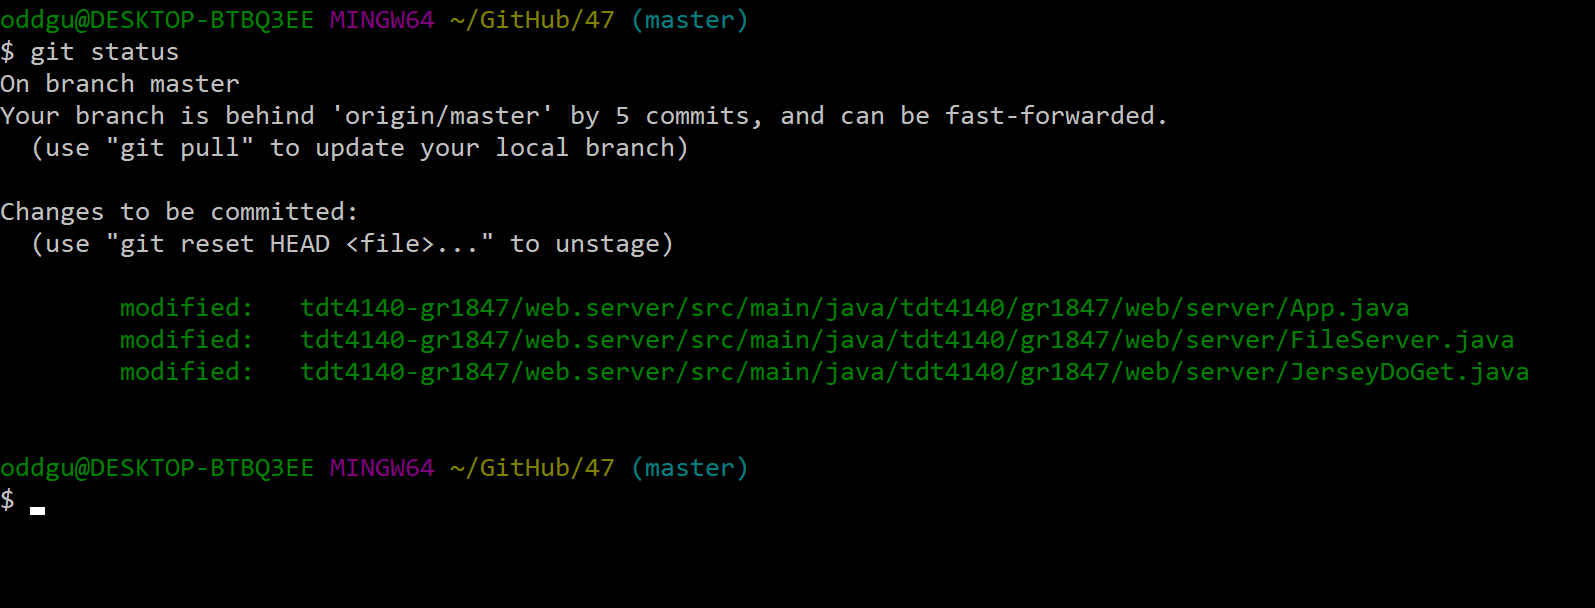 oddgu@DESKTOP-BTBQ3EE MINGW64 ~/GitHub/47 (master)
$ git status
On branch master
Your branch is behind 'origin/master' by 5 commits, and can be fast-forwarded.
  (use "git pull" to update your local branch)

Changes to be committed:
  (use "git reset HEAD <file>..." to unstage)

        modified:   tdt4140-gr1847/web.server/src/main/java/tdt4140/gr1847/web/server/App.java
        modified:   tdt4140-gr1847/web.server/src/main/java/tdt4140/gr1847/web/server/FileServer.java
        modified:   tdt4140-gr1847/web.server/src/main/java/tdt4140/gr1847/web/server/JerseyDoGet.java

oddgu@DESKTOP-BTBQ3EE MINGW64 ~/GitHub/47 (master)
$